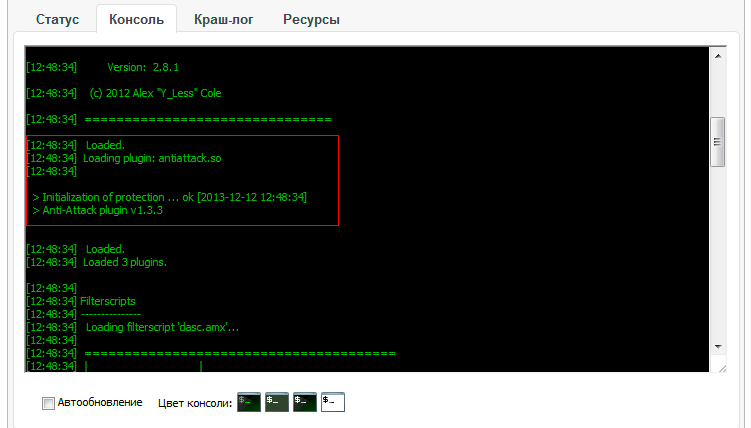 Статус Консоль Краш-лог Ресурсы
[12:48:34] Version: 2.8.1
[12:48:34] (c) 2012 Alex "Y_Less" Cole
[12:48:34] ===============================
[12:48:34] Loaded.
[12:48:34] Loading plugin: antiattack.so
[12:48:34]
> Initialization of protection ... ok [2013-12-12 12:48:34]
> Anti-Attack plugin v1.3.3
[12:48:34] Loaded.
[12:48:34] Loaded 3 plugins.
[12:48:34]
[12:48:34] Filterscripts
[12:48:34] ---------------
[12:48:34] Loading filterscript 'dasc.amx'...
[12:48:34]
[12:48:34] =======================================
[12:48:34] | |
Автообновление Цвет консоли: $_ $_ $_ $_